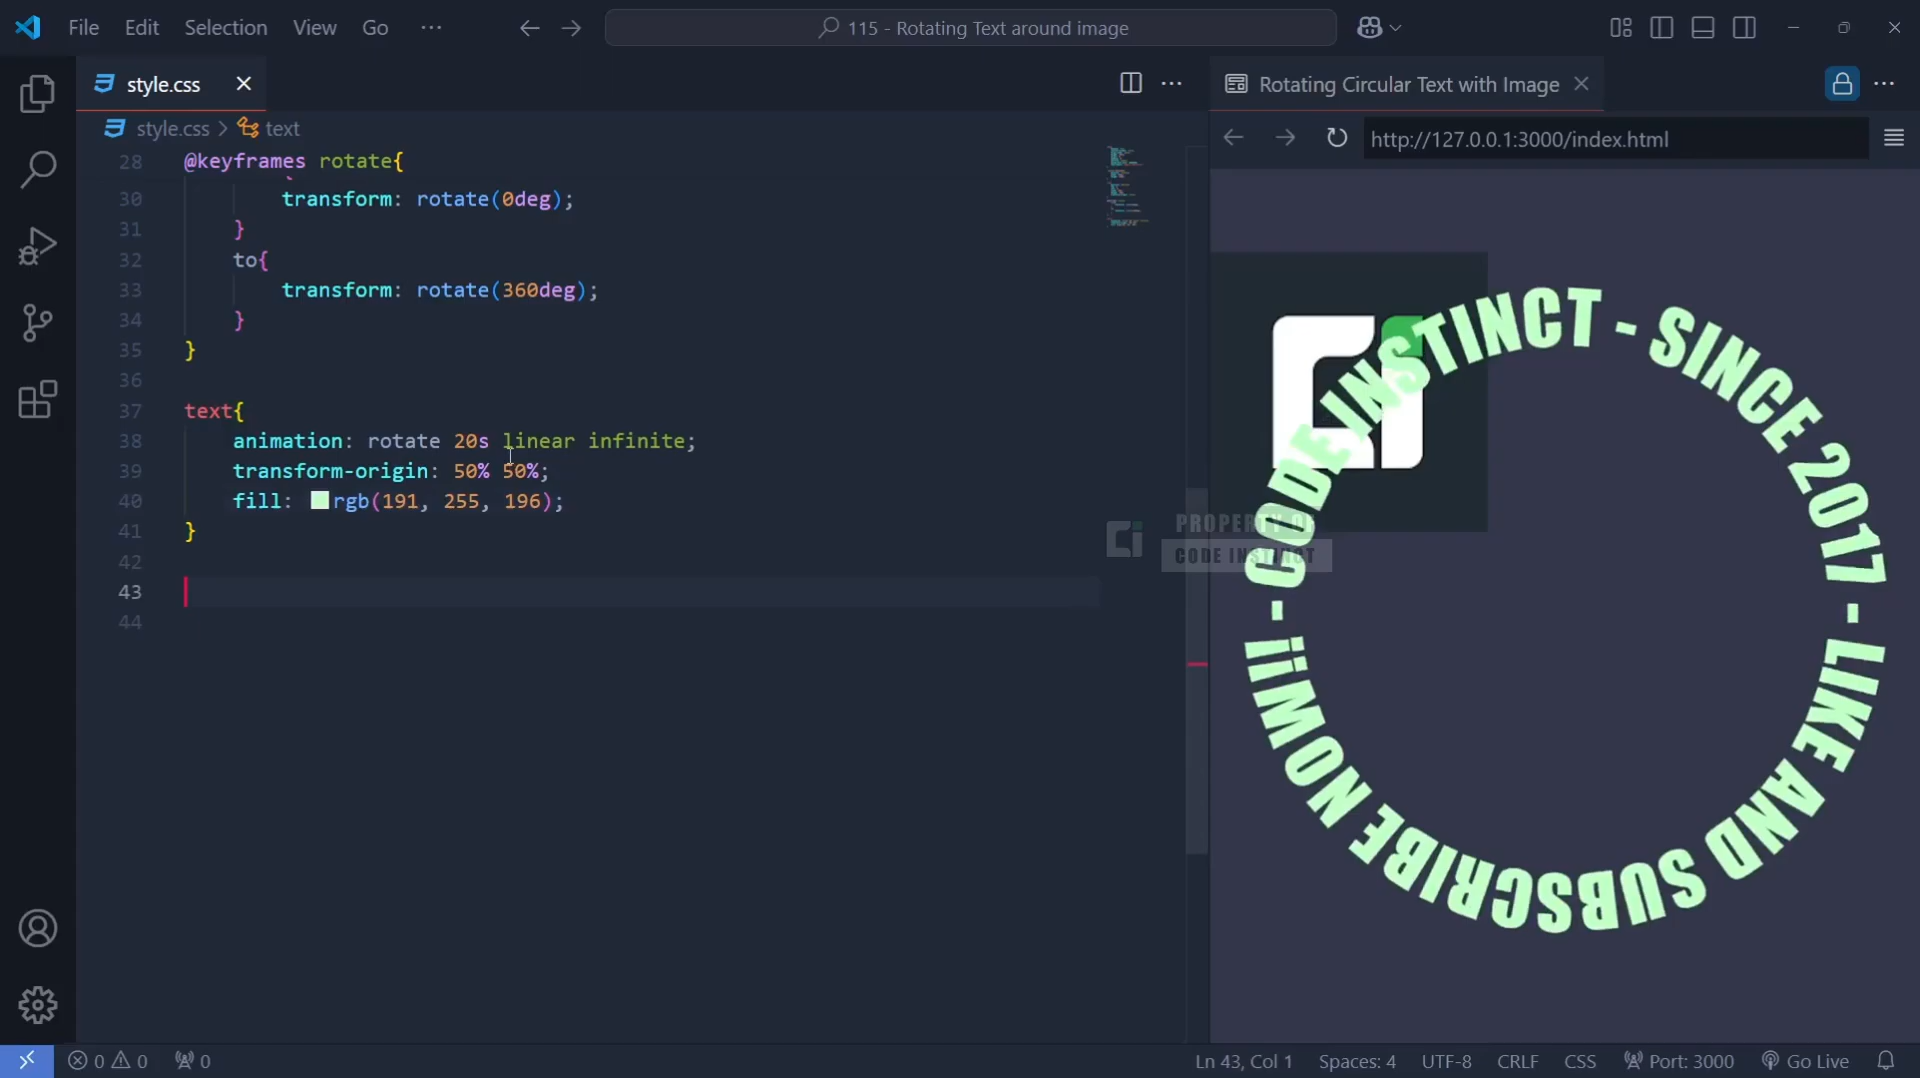 File Edit Selection View Go ···
115 - Rotating Text around image
style.css
Rotating Circular Text with Image
style.css > text
http://127.0.0.1:3000/index.html
28 @keyframes rotate{
30 transform: rotate(0deg);
31 }
32 to{
33 transform: rotate(360deg);
34 }
35 }
36
37 text{
38 animation: rotate 20s linear infinite;
39 transform-origin: 50% 50%;
40 fill: rgb(191, 255, 196);
41 }
42
43
44
CODE INSTINCT - SINCE 2017 - LIKE AND SUBSCRIBE NOW!! -
PROPERTY OF
CODE INSTINCT
0 0 0
Ln 43, Col 1 Spaces: 4 UTF-8 CRLF CSS Port: 3000 Go Live